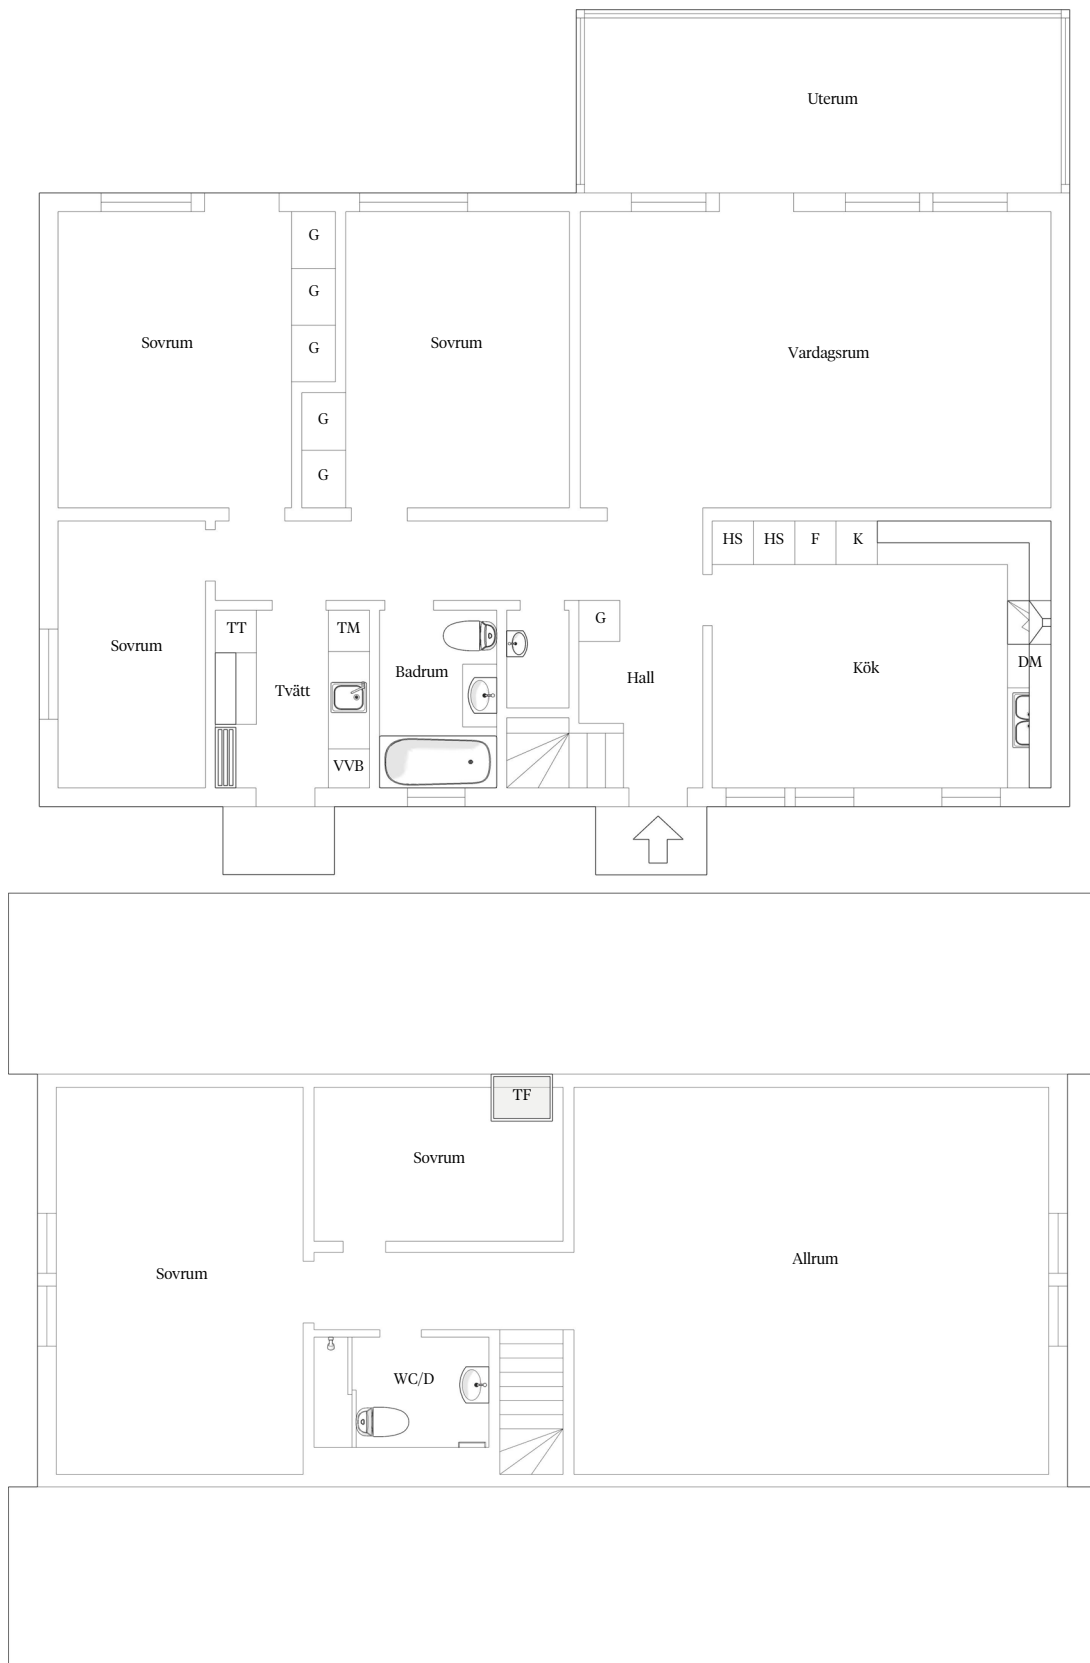 Uterum
G
G
Sovrum
Sovrum
G
Vardagsrum
G
G
HS
HS
F
K
TT
TM
G
Sovrum
Badrum
Hall
Kök
DM
Tvätt
VVB
TF
Sovrum
Sovrum
Allrum
WC/D